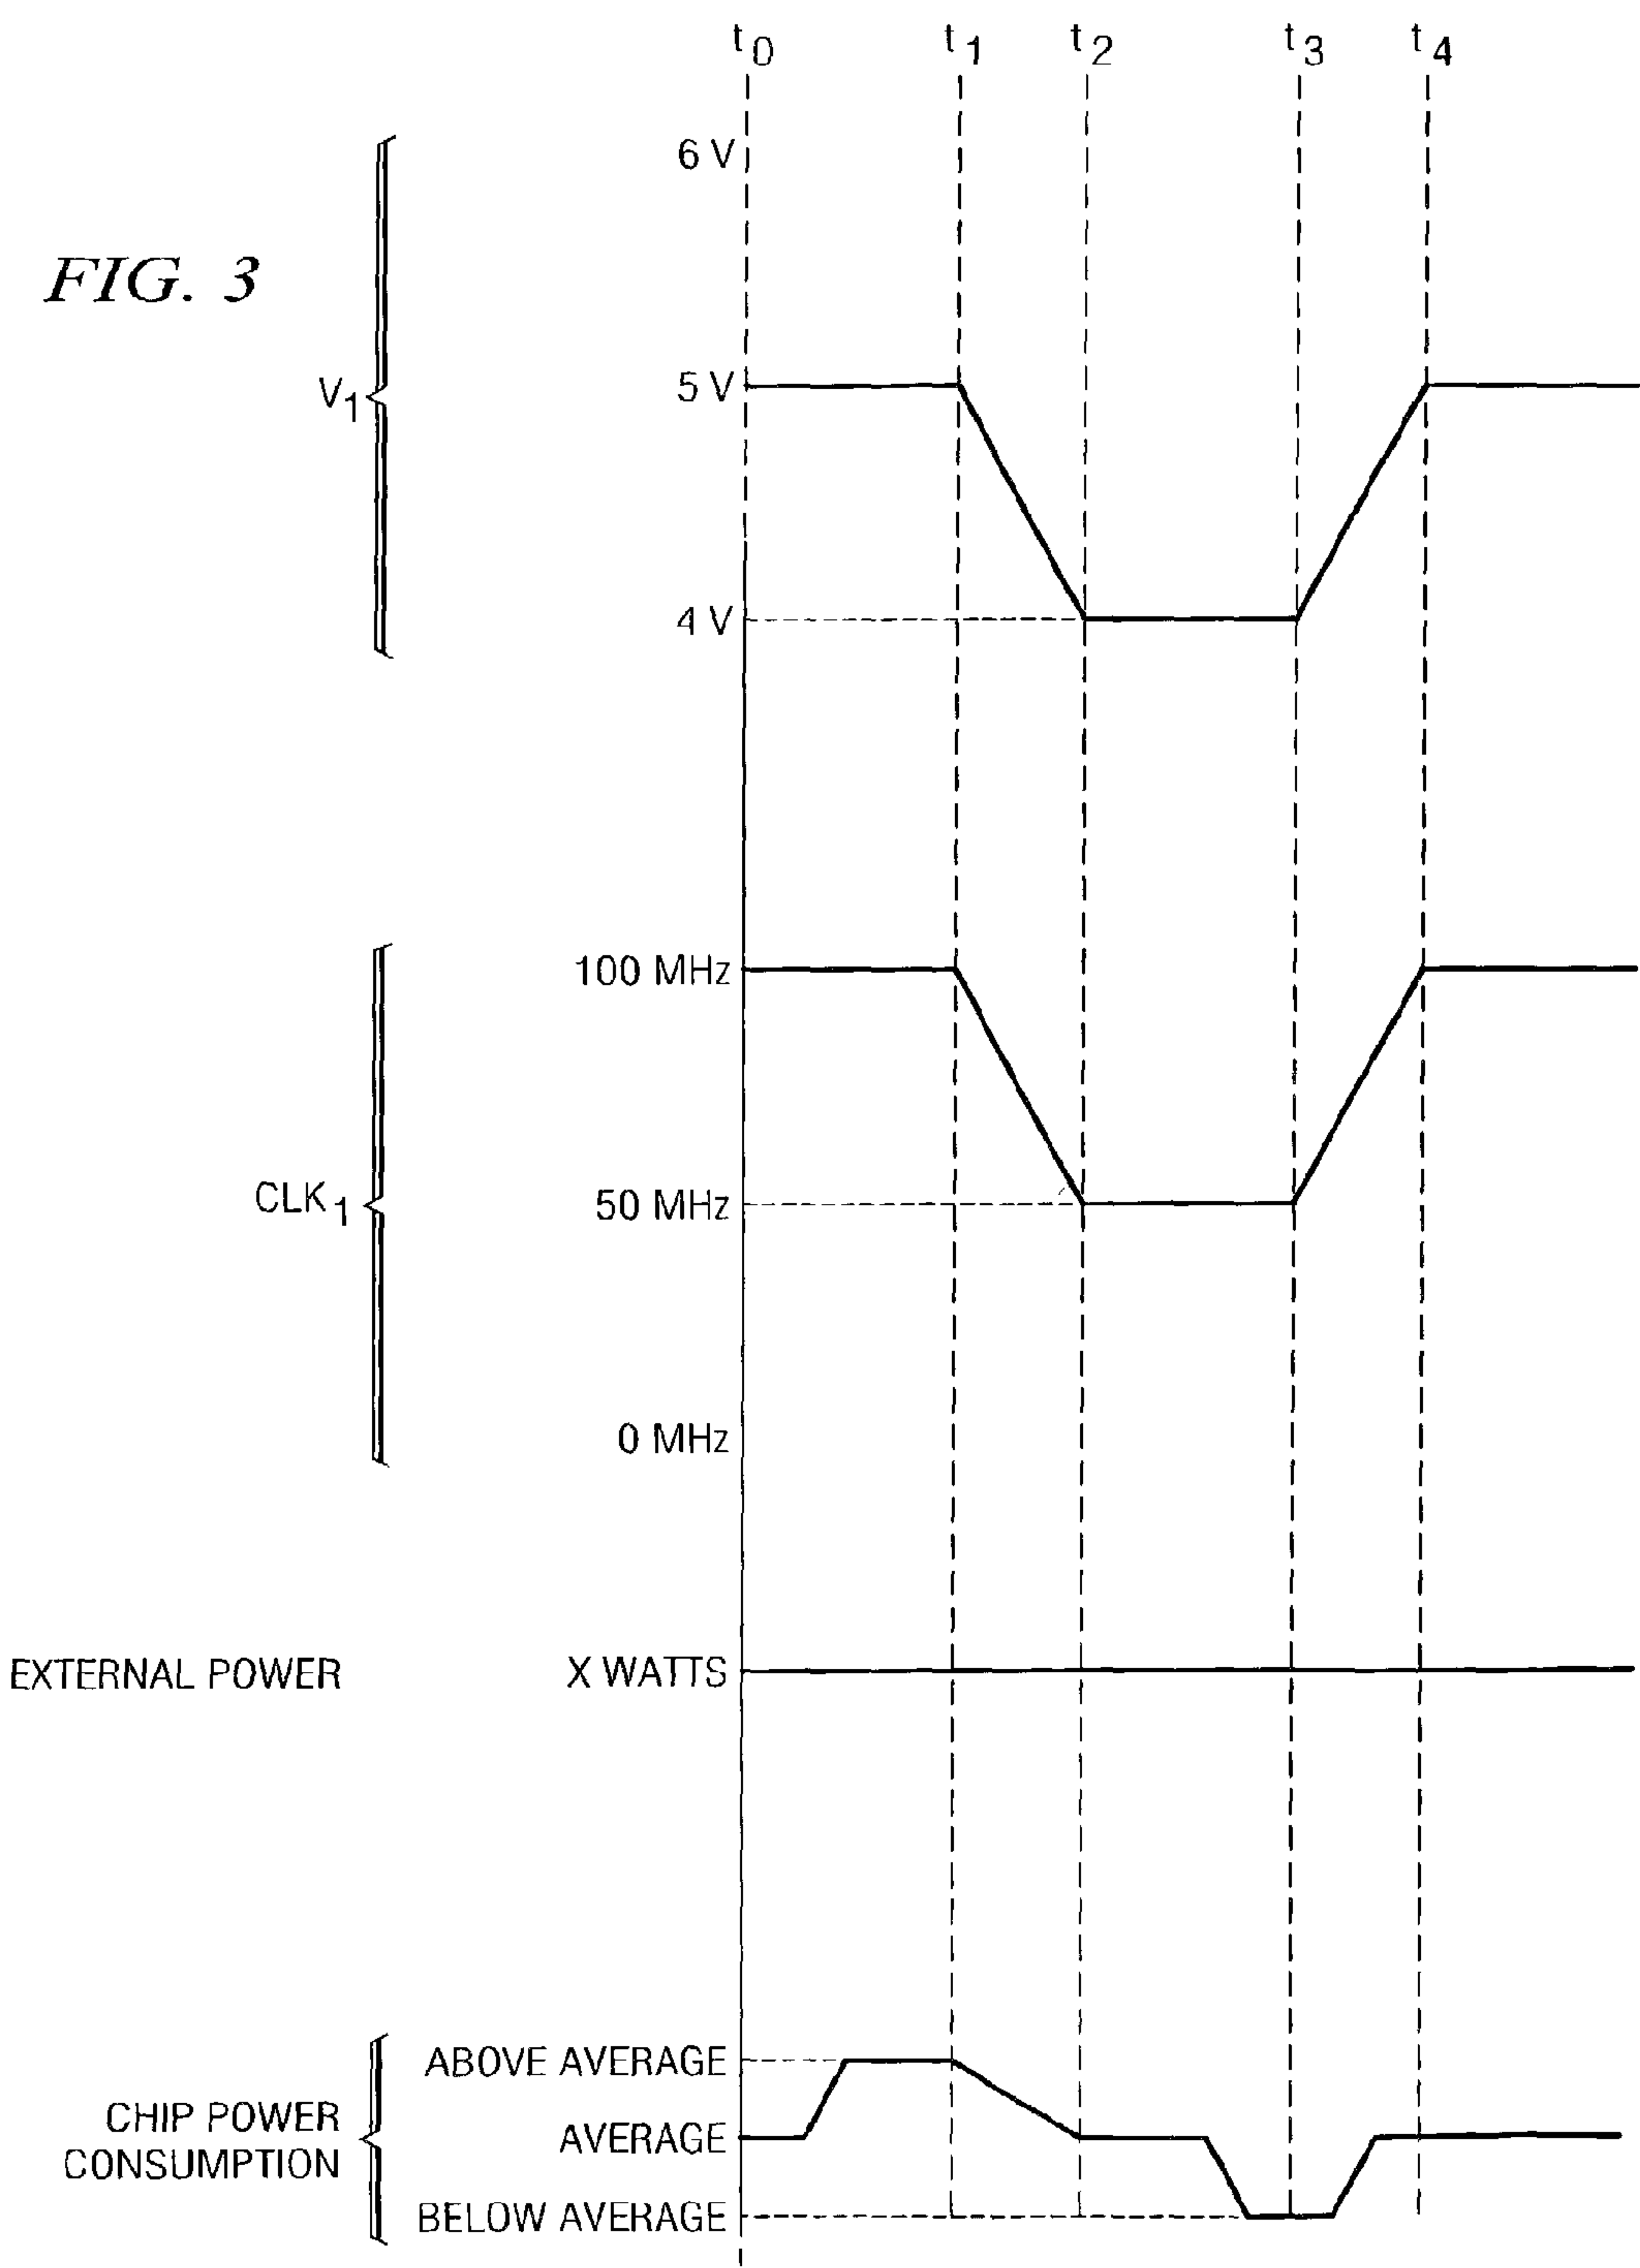 t0 t1 t2 t3 t4
6 V
FIG. 3
5 V
V1
4 V
100 MHz
CLK1
50 MHz
0 MHz
EXTERNAL POWER X WATTS
ABOVE AVERAGE
CHIP POWER
CONSUMPTION
AVERAGE
BELOW AVERAGE